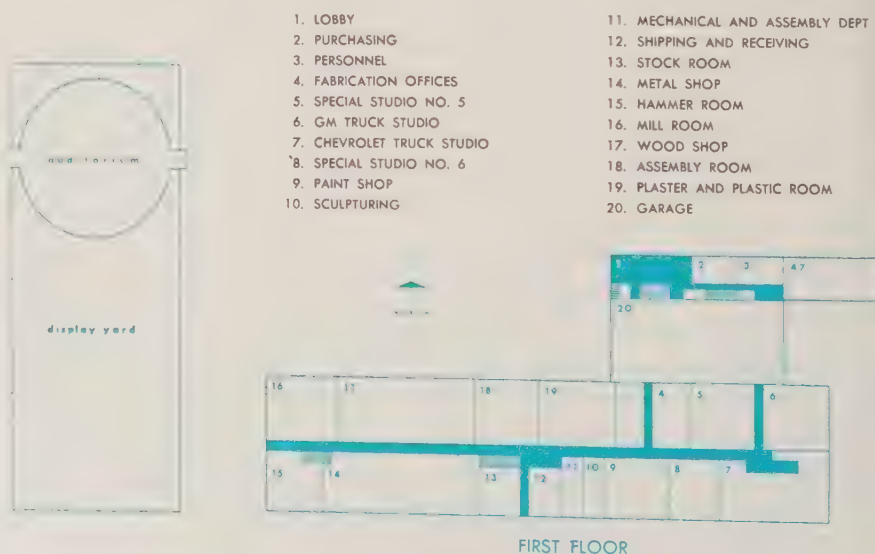 1. LOBBY
2. PURCHASING
3. PERSONNEL
4. FABRICATION OFFICES
5. SPECIAL STUDIO NO. 5
6. GM TRUCK STUDIO
7. CHEVROLET TRUCK STUDIO
8. SPECIAL STUDIO NO. 6
9. PAINT SHOP
10. SCULPTURING
11. MECHANICAL AND ASSEMBLY DEPT
12. SHIPPING AND RECEIVING
13. STOCK ROOM
14. METAL SHOP
15. HAMMER ROOM
16. MILL ROOM
17. WOOD SHOP
18. ASSEMBLY ROOM
19. PLASTER AND PLASTIC ROOM
20. GARAGE
auditorium
display yard
1 2 3 47
20
16 17 18 19 4 5 6
15 14 13 12 11 10 9 8 7
FIRST FLOOR